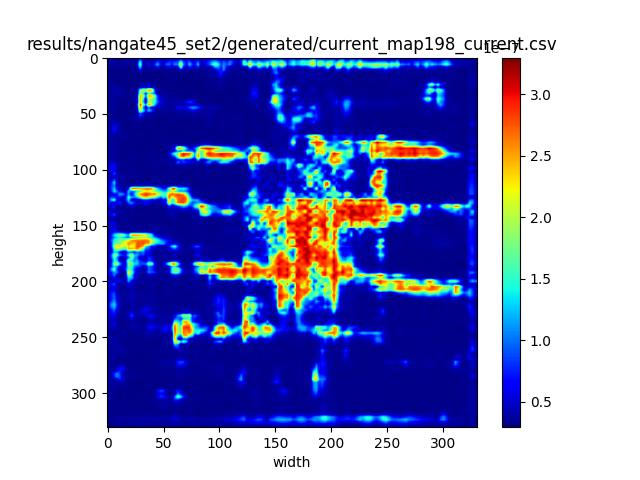 results/nangate45_set2/generated/current_map198_current.csv
1e−7
0
50
100
150
200
250
300
height
0 50 100 150 200 250 300
width
3.0
2.5
2.0
1.5
1.0
0.5